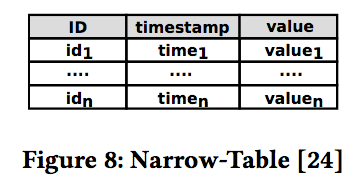 ID timestamp value
id1 time1 value1
.... .... ....
idn timen valuen
Figure 8: Narrow-Table [24]